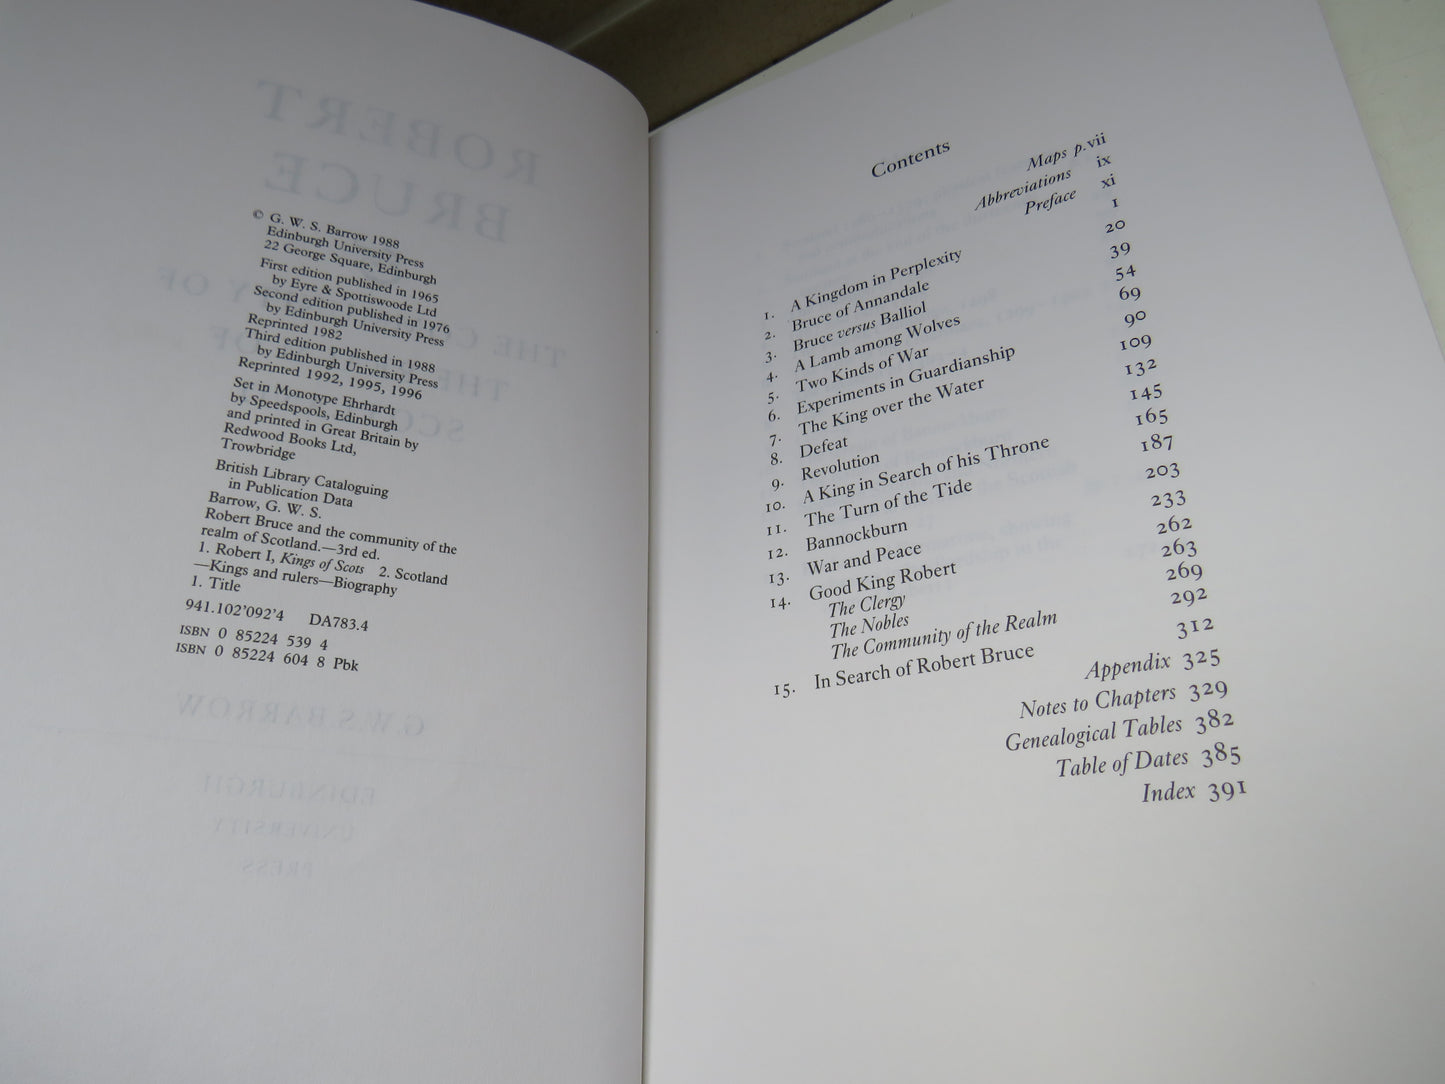 © G. W. S. Barrow 1988
Edinburgh University Press
22 George Square, Edinburgh
First edition published in 1965
by Eyre & Spottiswoode Ltd
Second edition published in 1976
by Edinburgh University Press
Reprinted 1982
Third edition published in 1988
by Edinburgh University Press
Reprinted 1992, 1995, 1996
Set in Monotype Ehrhardt
by Speedspools, Edinburgh
and printed in Great Britain by
Redwood Books Ltd,
Trowbridge
British Library Cataloguing
in Publication Data
Barrow, G. W. S.
Robert Bruce and the community of the
realm of Scotland.—3rd ed.
1. Robert I, Kings of Scots 2. Scotland
—Kings and rulers—Biography
1. Title
941.102'092'4 DA783.4
ISBN 0 85224 539 4
ISBN 0 85224 604 8 Pbk
Contents
Maps p.vii
Abbreviations ix
Preface xi
1. A Kingdom in Perplexity 1
2. Bruce of Annandale 20
3. Bruce versus Balliol 39
4. A Lamb among Wolves 54
5. Two Kinds of War 69
6. Experiments in Guardianship 90
7. The King over the Water 109
8. Defeat 132
9. Revolution 145
10. A King in Search of his Throne 165
11. The Turn of the Tide 187
12. Bannockburn 203
13. War and Peace 233
14. Good King Robert 262
The Clergy 263
The Nobles 269
The Community of the Realm 292
15. In Search of Robert Bruce 312
Appendix 325
Notes to Chapters 329
Genealogical Tables 382
Table of Dates 385
Index 391